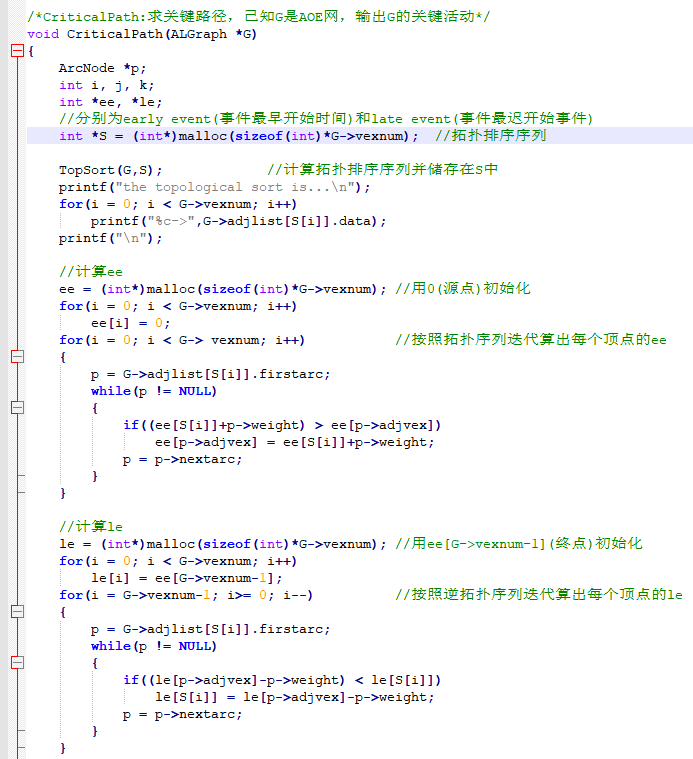 /*CriticalPath:求关键路径, 己知G是AOE网, 输出G的关键活动*/
void CriticalPath(ALGraph *G)
{
    ArcNode *p;
    int i, j, k;
    int *ee, *le;
    //分别为early event(事件最早开始时间)和late event(事件最迟开始事件)
    int *S = (int*)malloc(sizeof(int)*G->vexnum);  //拓扑排序序列
    TopSort(G,S);             //计算拓扑排序序列并储存在S中
    printf("the topological sort is...\n");
    for(i = 0; i < G->vexnum; i++)
        printf("%c->",G->adjlist[S[i]].data);
    printf("\n");
    //计算ee
    ee = (int*)malloc(sizeof(int)*G->vexnum); //用0(源点)初始化
    for(i = 0; i < G->vexnum; i++)
        ee[i] = 0;
    for(i = 0; i < G-> vexnum; i++)           //按照拓扑序列迭代算出每个顶点的ee
    {
        p = G->adjlist[S[i]].firstarc;
        while(p != NULL)
        {
            if((ee[S[i]]+p->weight) > ee[p->adjvex])
                ee[p->adjvex] = ee[S[i]]+p->weight;
            p = p->nextarc;
        }
    }
    //计算le
    le = (int*)malloc(sizeof(int)*G->vexnum); //用ee[G->vexnum-1](终点)初始化
    for(i = 0; i < G->vexnum; i++)
        le[i] = ee[G->vexnum-1];
    for(i = G->vexnum-1; i>= 0; i--)          //按照逆拓扑序列迭代算出每个顶点的le
    {
        p = G->adjlist[S[i]].firstarc;
        while(p != NULL)
        {
            if((le[p->adjvex]-p->weight) < le[S[i]])
                le[S[i]] = le[p->adjvex]-p->weight;
            p = p->nextarc;
        }
    }